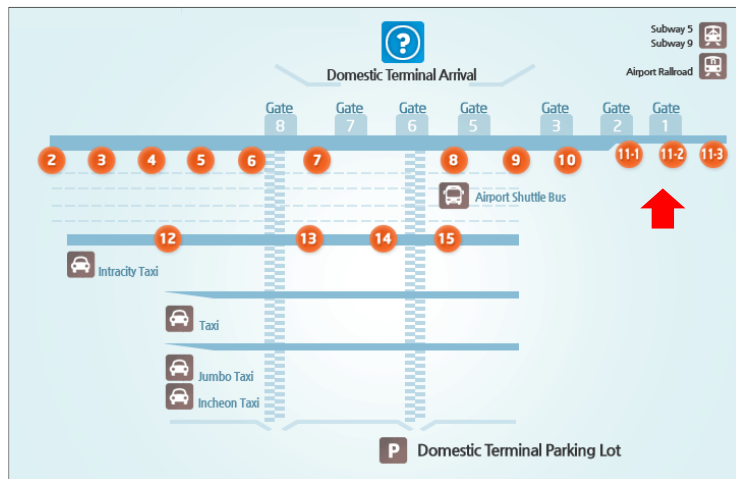 Subway 5
Subway 9
Airport Railroad
?
Domestic Terminal Arrival
Gate 8
Gate 7
Gate 6
Gate 5
Gate 3
Gate 2
Gate 1
2 3 4 5 6 7 8 9 10 11-1 11-2 11-3
Airport Shuttle Bus
12 13 14 15
Intracity Taxi
Taxi
Jumbo Taxi
Incheon Taxi
P Domestic Terminal Parking Lot